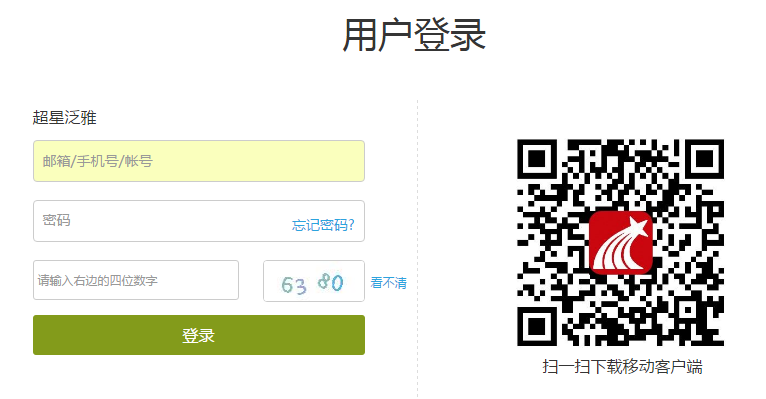 用户登录
超星泛雅
邮箱/手机号/帐号
密码
忘记密码?
请输入右边的四位数字
6380
看不清
登录
扫一扫下载移动客户端